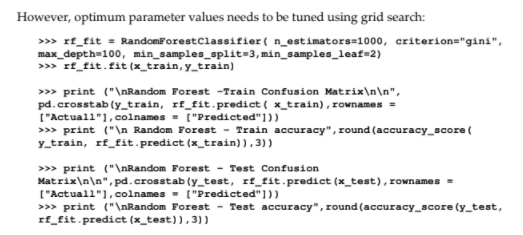 However, optimum parameter values needs to be tuned using grid search:
>>> rf_fit = RandomForestClassifier( n_estimators=1000, criterion="gini",
max_depth=100, min_samples_split=3,min_samples_leaf=2)
>>> rf_fit.fit(x_train,y_train)
>>> print ("\nRandom Forest -Train Confusion Matrix\n\n",
pd.crosstab(y_train, rf_fit.predict( x_train),rownames =
["Actuall"],colnames = ["Predicted"]))
>>> print ("\n Random Forest - Train accuracy",round(accuracy_score(
y_train, rf_fit.predict(x_train)),3))
>>> print ("\nRandom Forest - Test Confusion
Matrix\n\n",pd.crosstab(y_test, rf_fit.predict(x_test),rownames =
["Actuall"],colnames = ["Predicted"]))
>>> print ("\nRandom Forest - Test accuracy",round(accuracy_score(y_test,
rf_fit.predict(x_test)),3))